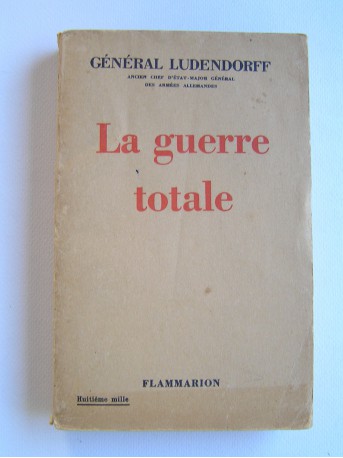 GÉNÉRAL LUDENDORFF
ANCIEN CHEF D'ÉTAT-MAJOR GÉNÉRAL
DES ARMÉES ALLEMANDES
La guerre
totale
FLAMMARION
Huitième mille